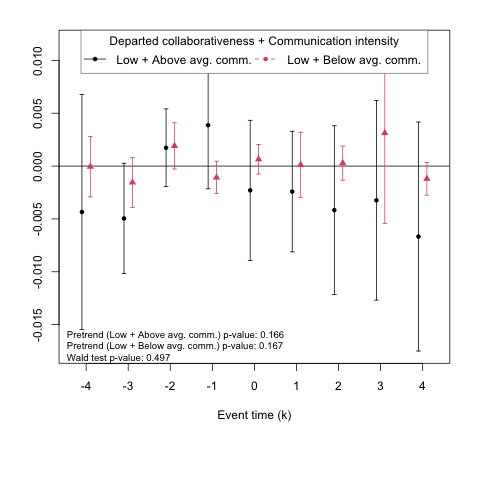 Departed collaborativeness + Communication intensity
Low + Above avg. comm. Low + Below avg. comm.
0.010
0.005
0.000
-0.005
-0.010
-0.015
Pretrend (Low + Above avg. comm.) p-value: 0.166
Pretrend (Low + Below avg. comm.) p-value: 0.167
Wald test p-value: 0.497
-4 -3 -2 -1 0 1 2 3 4
Event time (k)